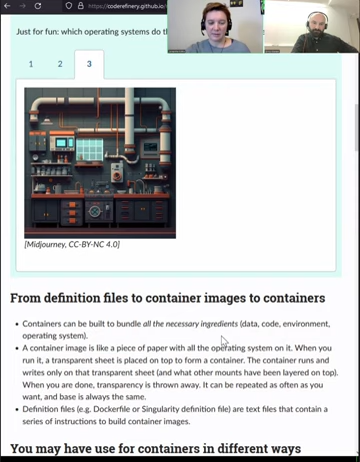 https://coderefinery.github.io/
Just for fun: which operating systems do th
1 2 3
[Midjourney, CC-BY-NC 4.0]
From definition files to container images to containers
• Containers can be built to bundle all the necessary ingredients (data, code, environment,
operating system).
• A container image is like a piece of paper with all the operating system on it. When you
run it, a transparent sheet is placed on top to form a container. The container runs and
writes only on that transparent sheet (and what other mounts have been layered on top).
When you are done, transparency is thrown away. It can be repeated as often as you
want, and base is always the same.
• Definition files (e.g. Dockerfile or Singularity definition file) are text files that contain a
series of instructions to build container images.
You may have use for containers in different ways